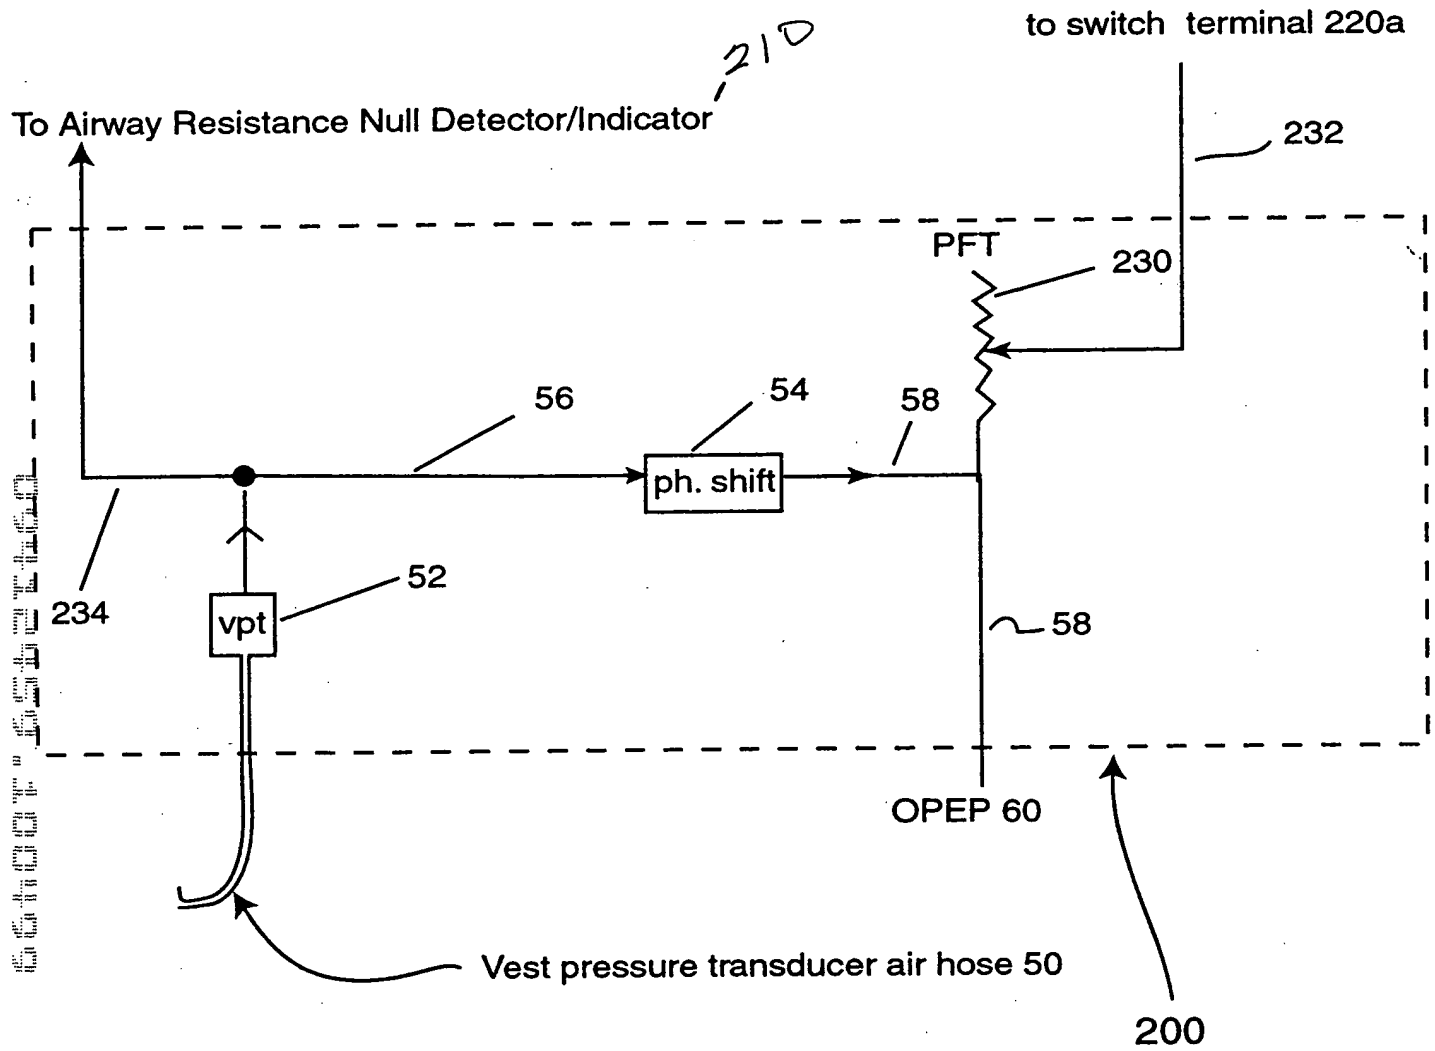 to switch terminal 220a
210
To Airway Resistance Null Detector/Indicator
232
PFT
230
54
56
58
ph. shift
52
234
vpt
58
OPEP 60
Vest pressure transducer air hose 50
200